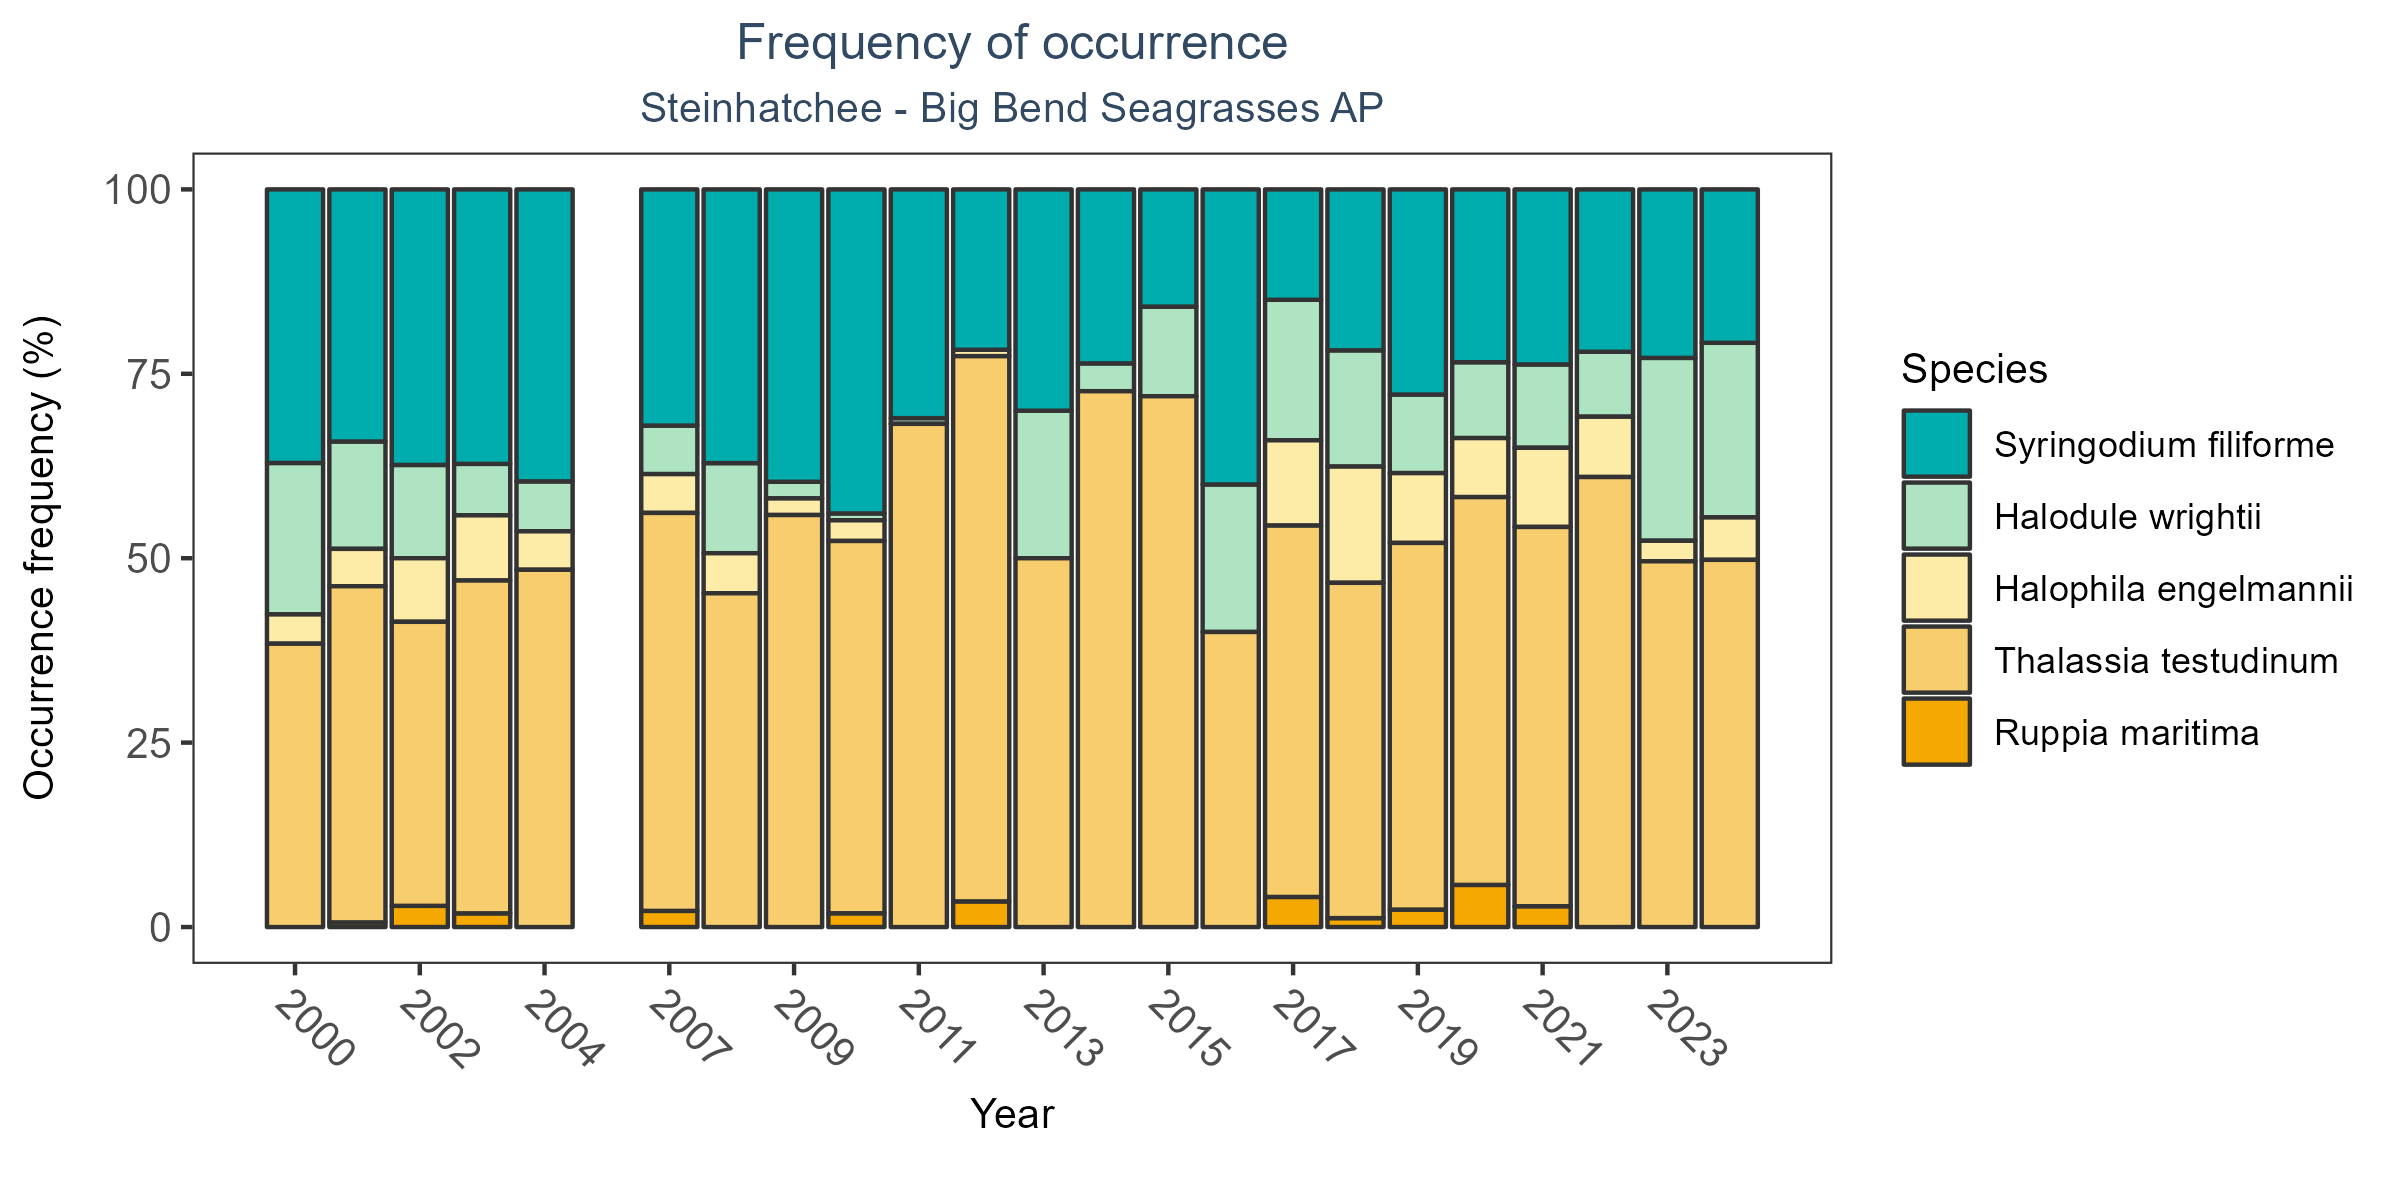 Frequency of occurrence
Steinhatchee - Big Bend Seagrasses AP
Occurrence frequency (%)
100
75
50
25
0
2000
2002
2004
2007
2009
2011
2013
2015
2017
2019
2021
2023
Year
Species
Syringodium filiforme
Halodule wrightii
Halophila engelmannii
Thalassia testudinum
Ruppia maritima